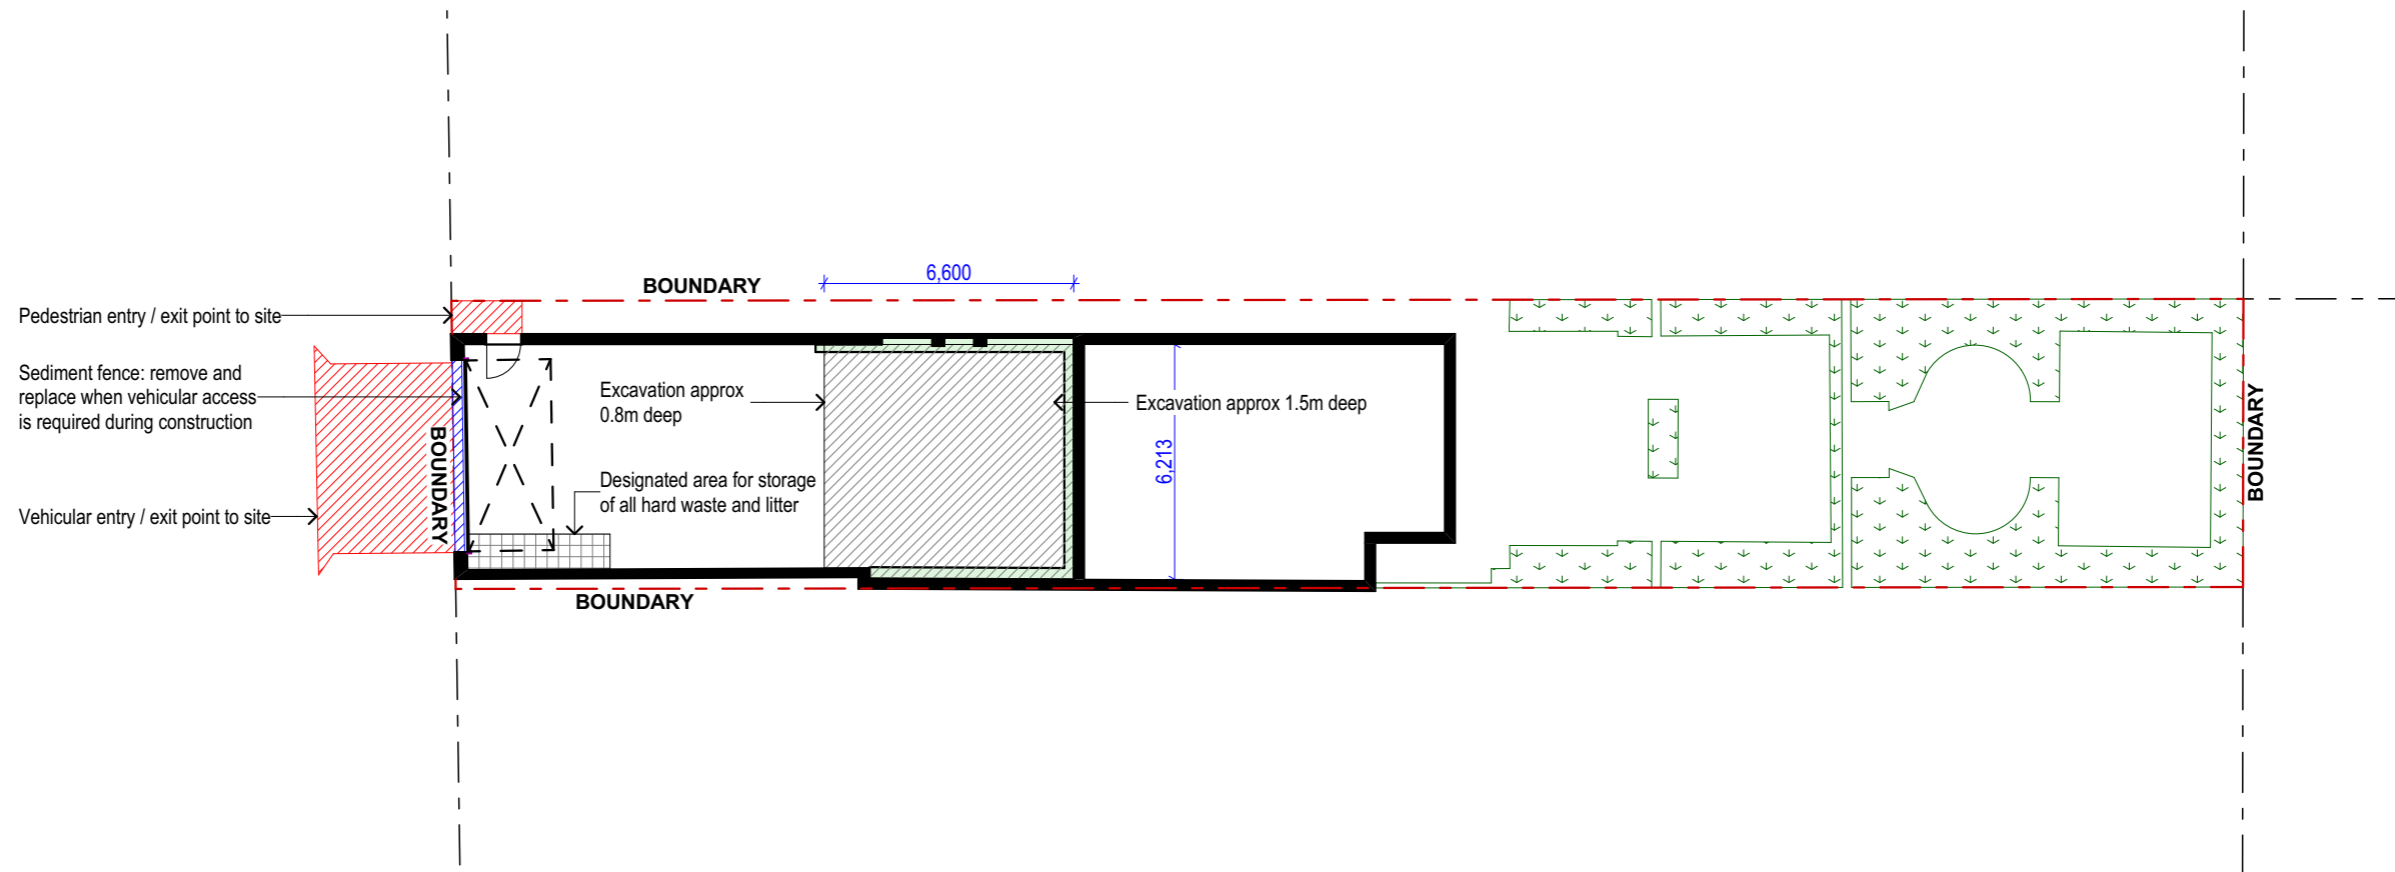 BOUNDARY
6,600
Pedestrian entry / exit point to site
Sediment fence: remove and
replace when vehicular access
is required during construction
Vehicular entry / exit point to site
BOUNDARY
Excavation approx
0.8m deep
Designated area for storage
of all hard waste and litter
Excavation approx 1.5m deep
6,213
BOUNDARY
BOUNDARY